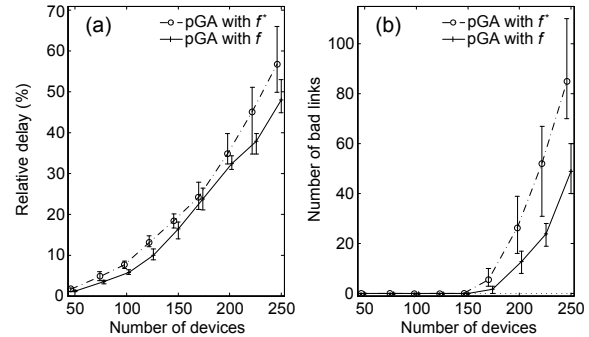 (a)
pGA with f*
pGA with f
Relative delay (%)
70
60
50
40
30
20
10
0
50 100 150 200 250
Number of devices
(b)
pGA with f*
pGA with f
Number of bad links
100
80
60
40
20
0
50 100 150 200 250
Number of devices